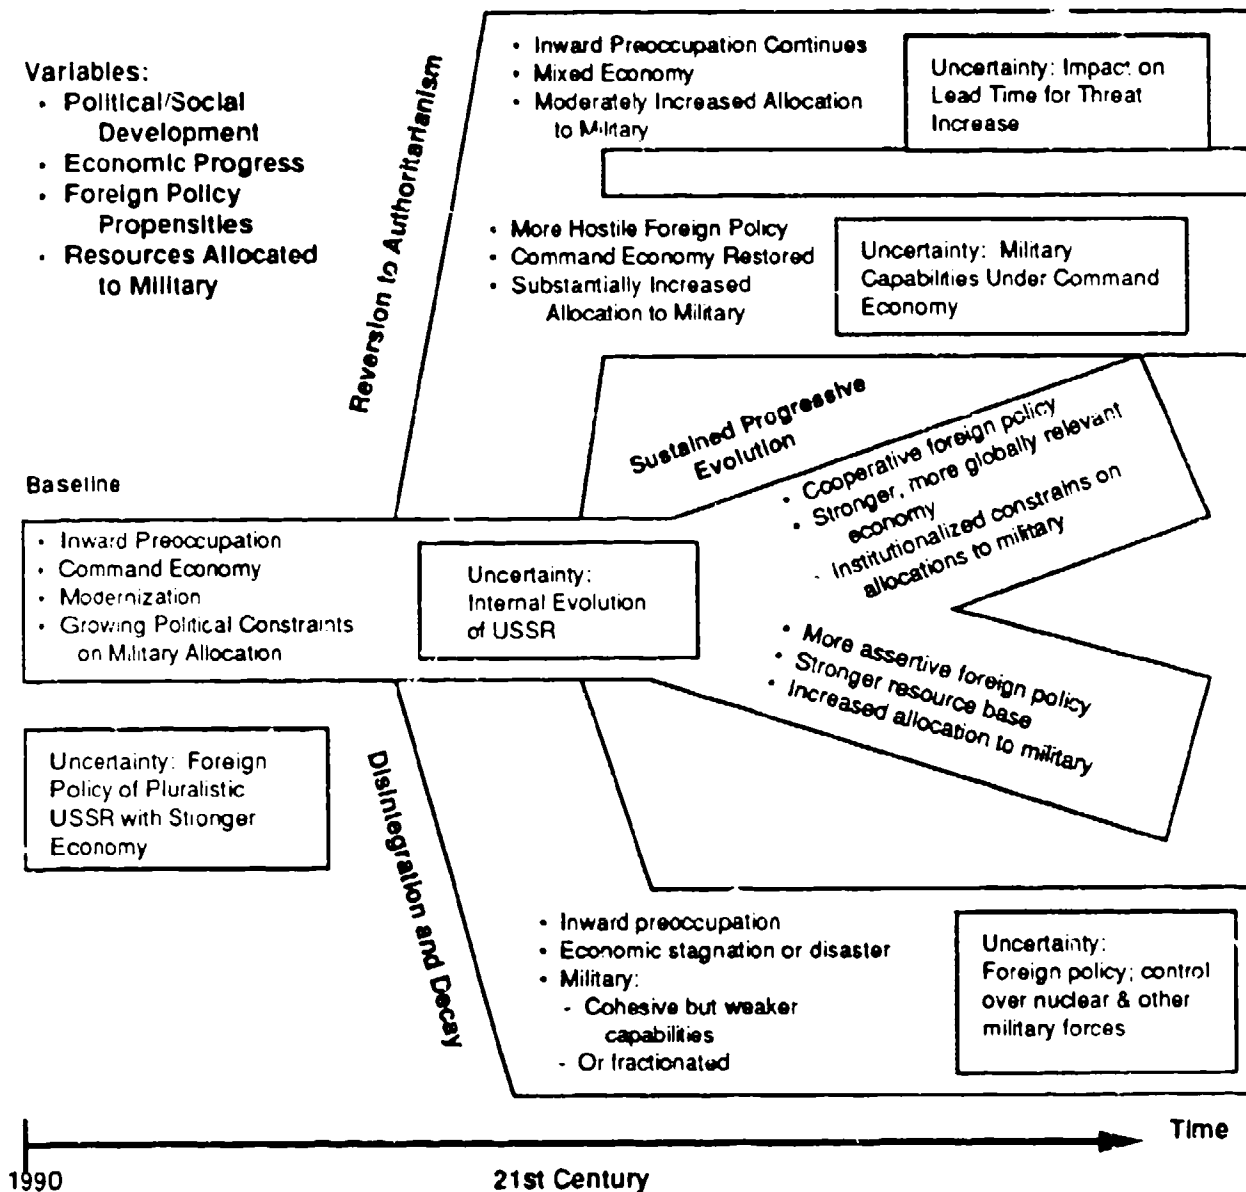 Variables:
• Political/Social
Development
• Economic Progress
• Foreign Policy
Propensities
• Resources Allocated
to Military
Reversion to Authoritarianism
• Inward Preoccupation Continues
• Mixed Economy
• Moderately Increased Allocation
to Military
Uncertainty: Impact on
Lead Time for Threat
Increase
• More Hostile Foreign Policy
• Command Economy Restored
• Substantially Increased
Allocation to Military
Uncertainty: Military
Capabilities Under Command
Economy
Sustained Progressive
Evolution
• Cooperative foreign policy
• Stronger, more globally relevant
economy
- Institutionalized constrains on
allocations to military
Baseline
• Inward Preoccupation
• Command Economy
• Modernization
• Growing Political Constraints
on Military Allocation
Uncertainty:
Internal Evolution
of USSR
• More assertive foreign policy
• Stronger resource base
• Increased allocation to military
Uncertainty: Foreign
Policy of Pluralistic
USSR with Stronger
Economy
Disintegration and Decay
• Inward preoccupation
• Economic stagnation or disaster
• Military:
- Cohesive but weaker
capabilities
- Or fractionated
Uncertainty:
Foreign policy; control
over nuclear & other
military forces
Time
1990
21st Century